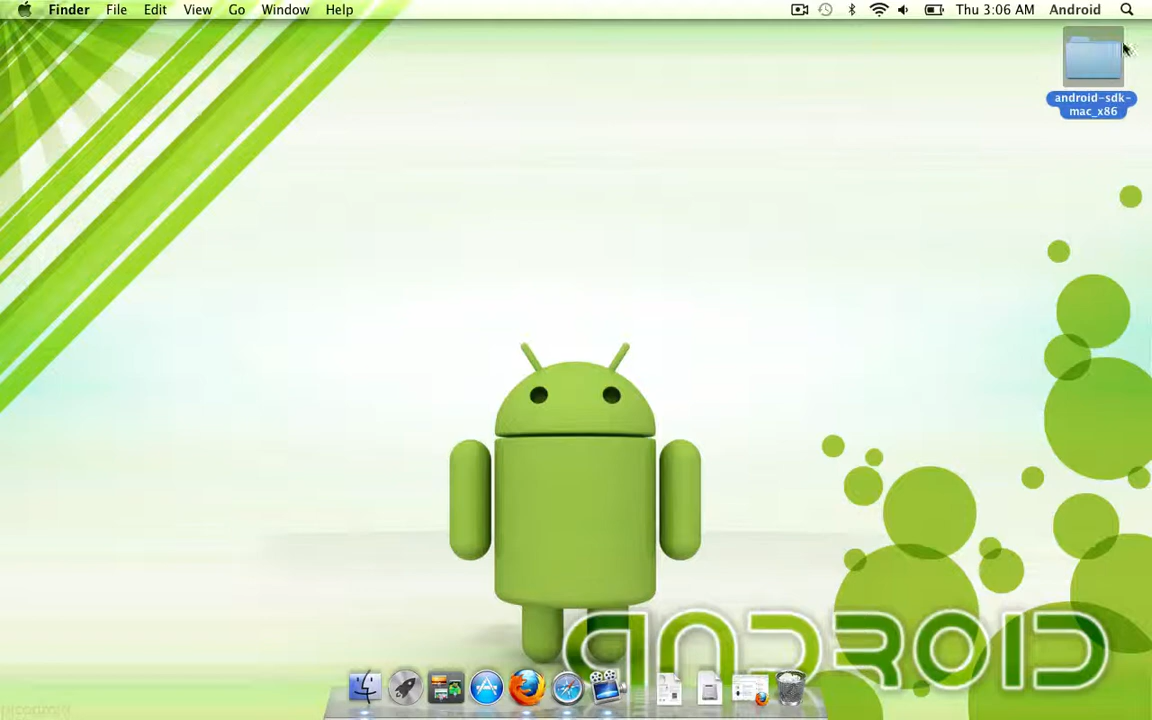 Finder File Edit View Go Window Help Thu 3:06 AM Android
android-sdk-
mac_x86
ANDROID